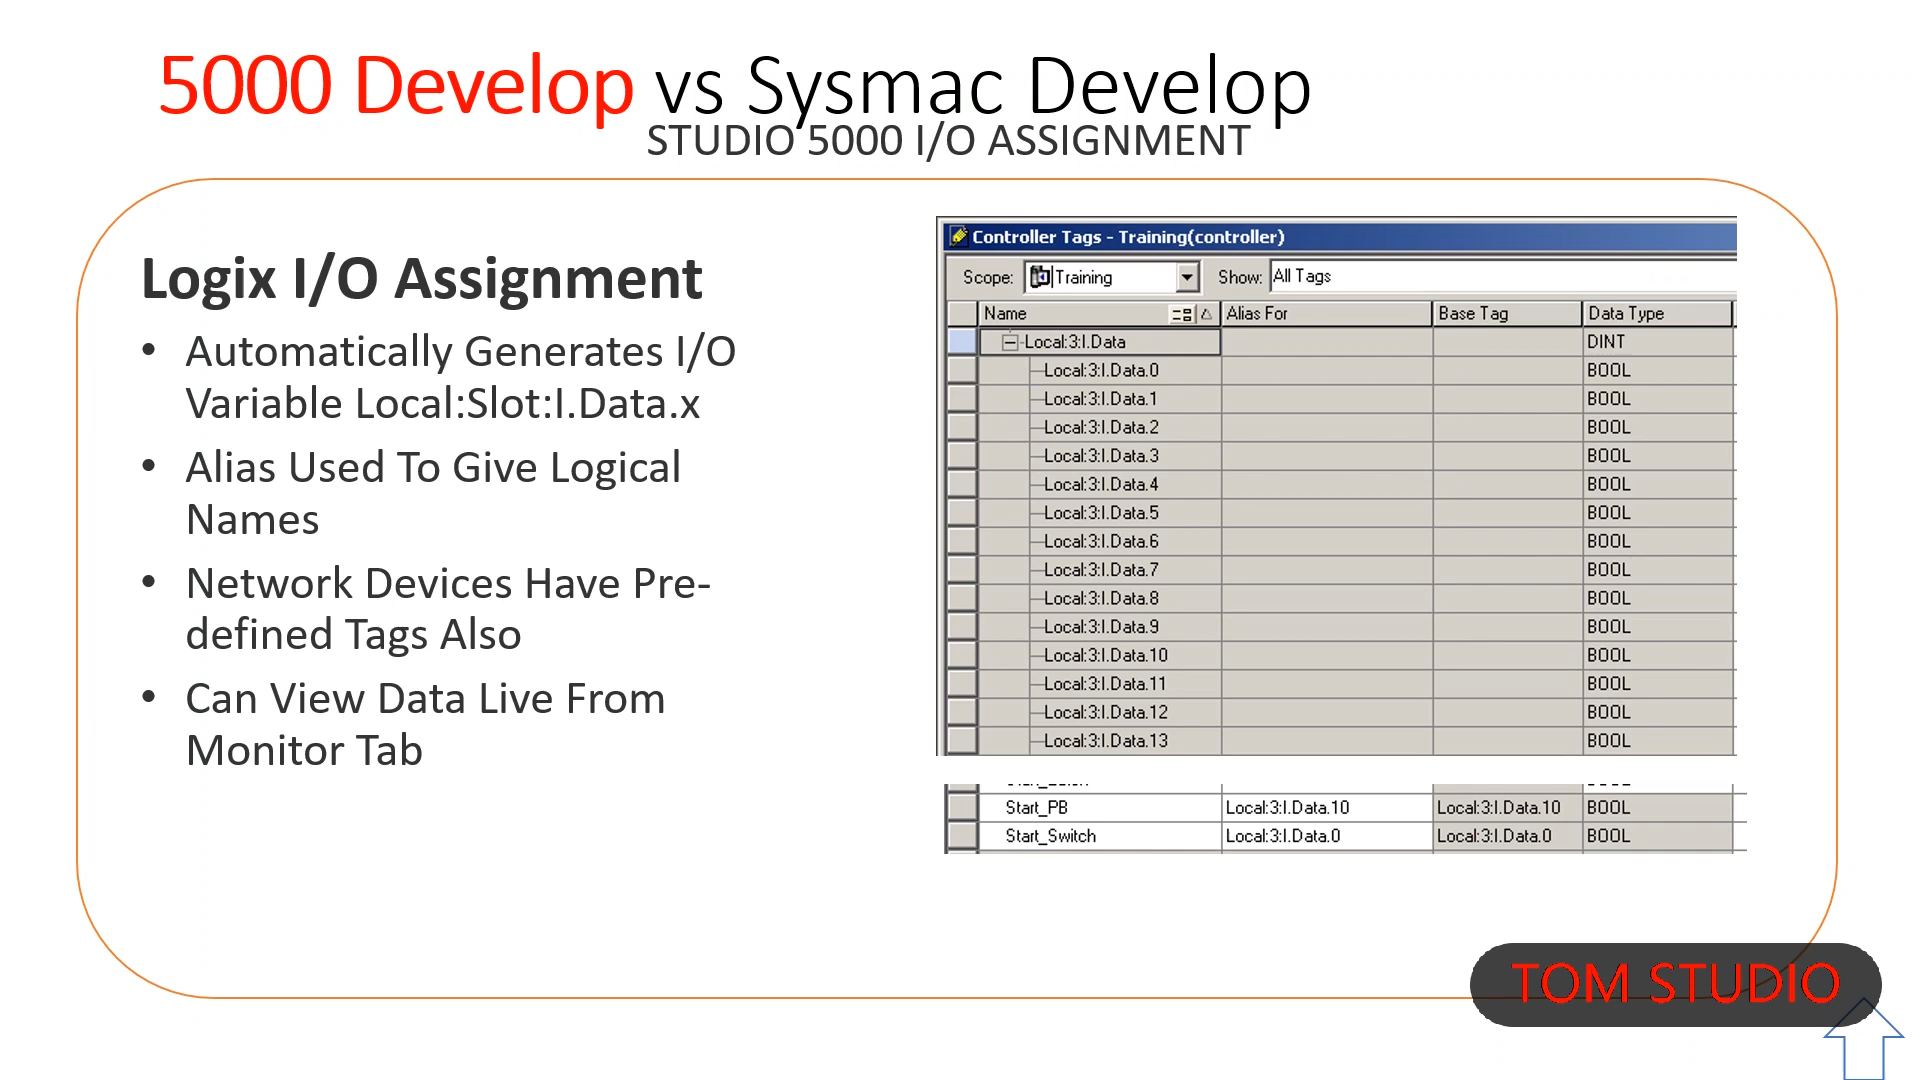 5000 Develop vs Sysmac Develop
STUDIO 5000 I/O ASSIGNMENT
Logix I/O Assignment
• Automatically Generates I/O
Variable Local:Slot:I.Data.x
• Alias Used To Give Logical
Names
• Network Devices Have Pre-
defined Tags Also
• Can View Data Live From
Monitor Tab
Controller Tags - Training(controller)
Scope: Training Show: All Tags
Name Alias For Base Tag Data Type
Local:3:I.Data DINT
Local:3:I.Data.0 BOOL
Local:3:I.Data.1 BOOL
Local:3:I.Data.2 BOOL
Local:3:I.Data.3 BOOL
Local:3:I.Data.4 BOOL
Local:3:I.Data.5 BOOL
Local:3:I.Data.6 BOOL
Local:3:I.Data.7 BOOL
Local:3:I.Data.8 BOOL
Local:3:I.Data.9 BOOL
Local:3:I.Data.10 BOOL
Local:3:I.Data.11 BOOL
Local:3:I.Data.12 BOOL
Local:3:I.Data.13 BOOL
Start_PB Local:3:I.Data.10 Local:3:I.Data.10 BOOL
Start_Switch Local:3:I.Data.0 Local:3:I.Data.0 BOOL
TOM STUDIO